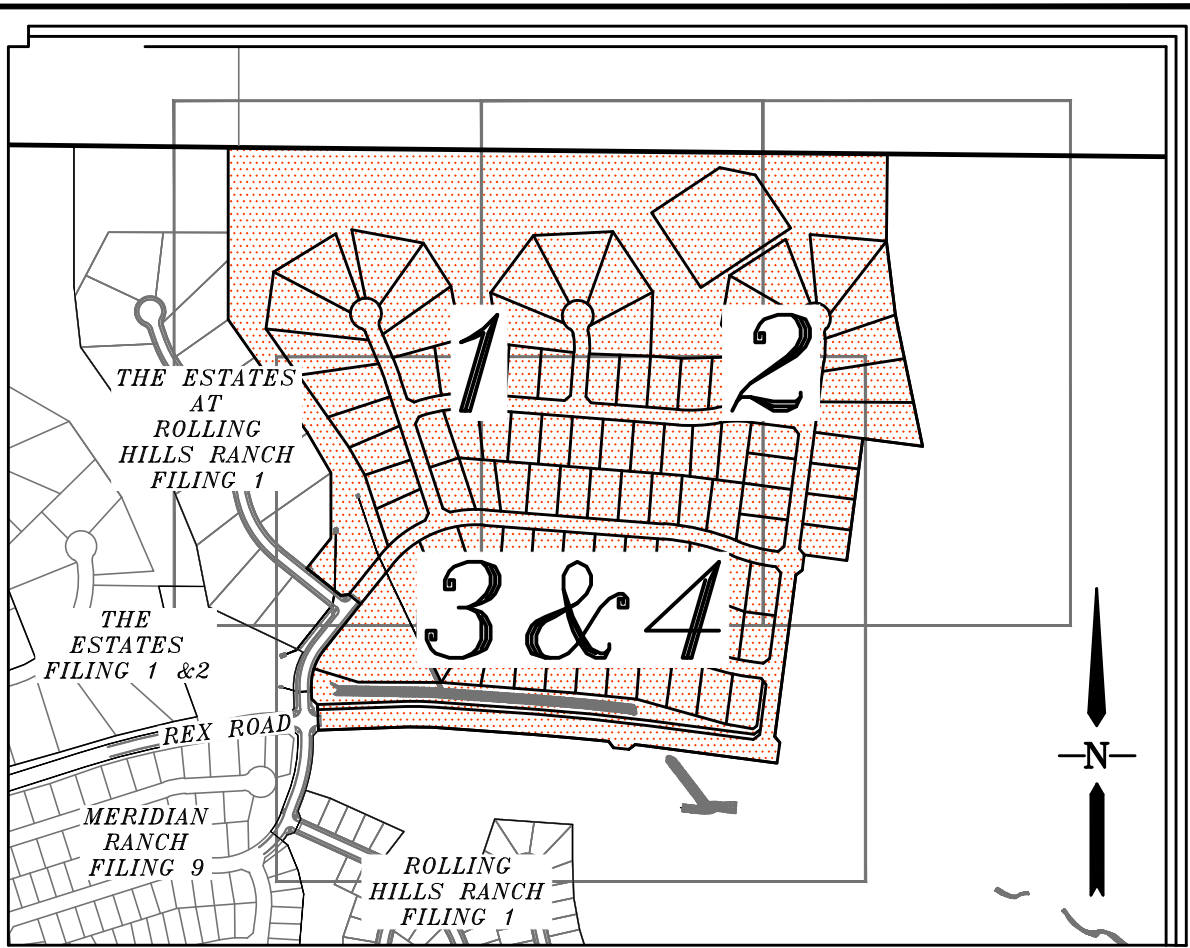 1
2
THE ESTATES
AT
ROLLING
HILLS RANCH
FILING 1
3 & 4
THE
ESTATES
FILING 1 &2
REX ROAD
N
MERIDIAN
RANCH
FILING 9
ROLLING
HILLS RANCH
FILING 1